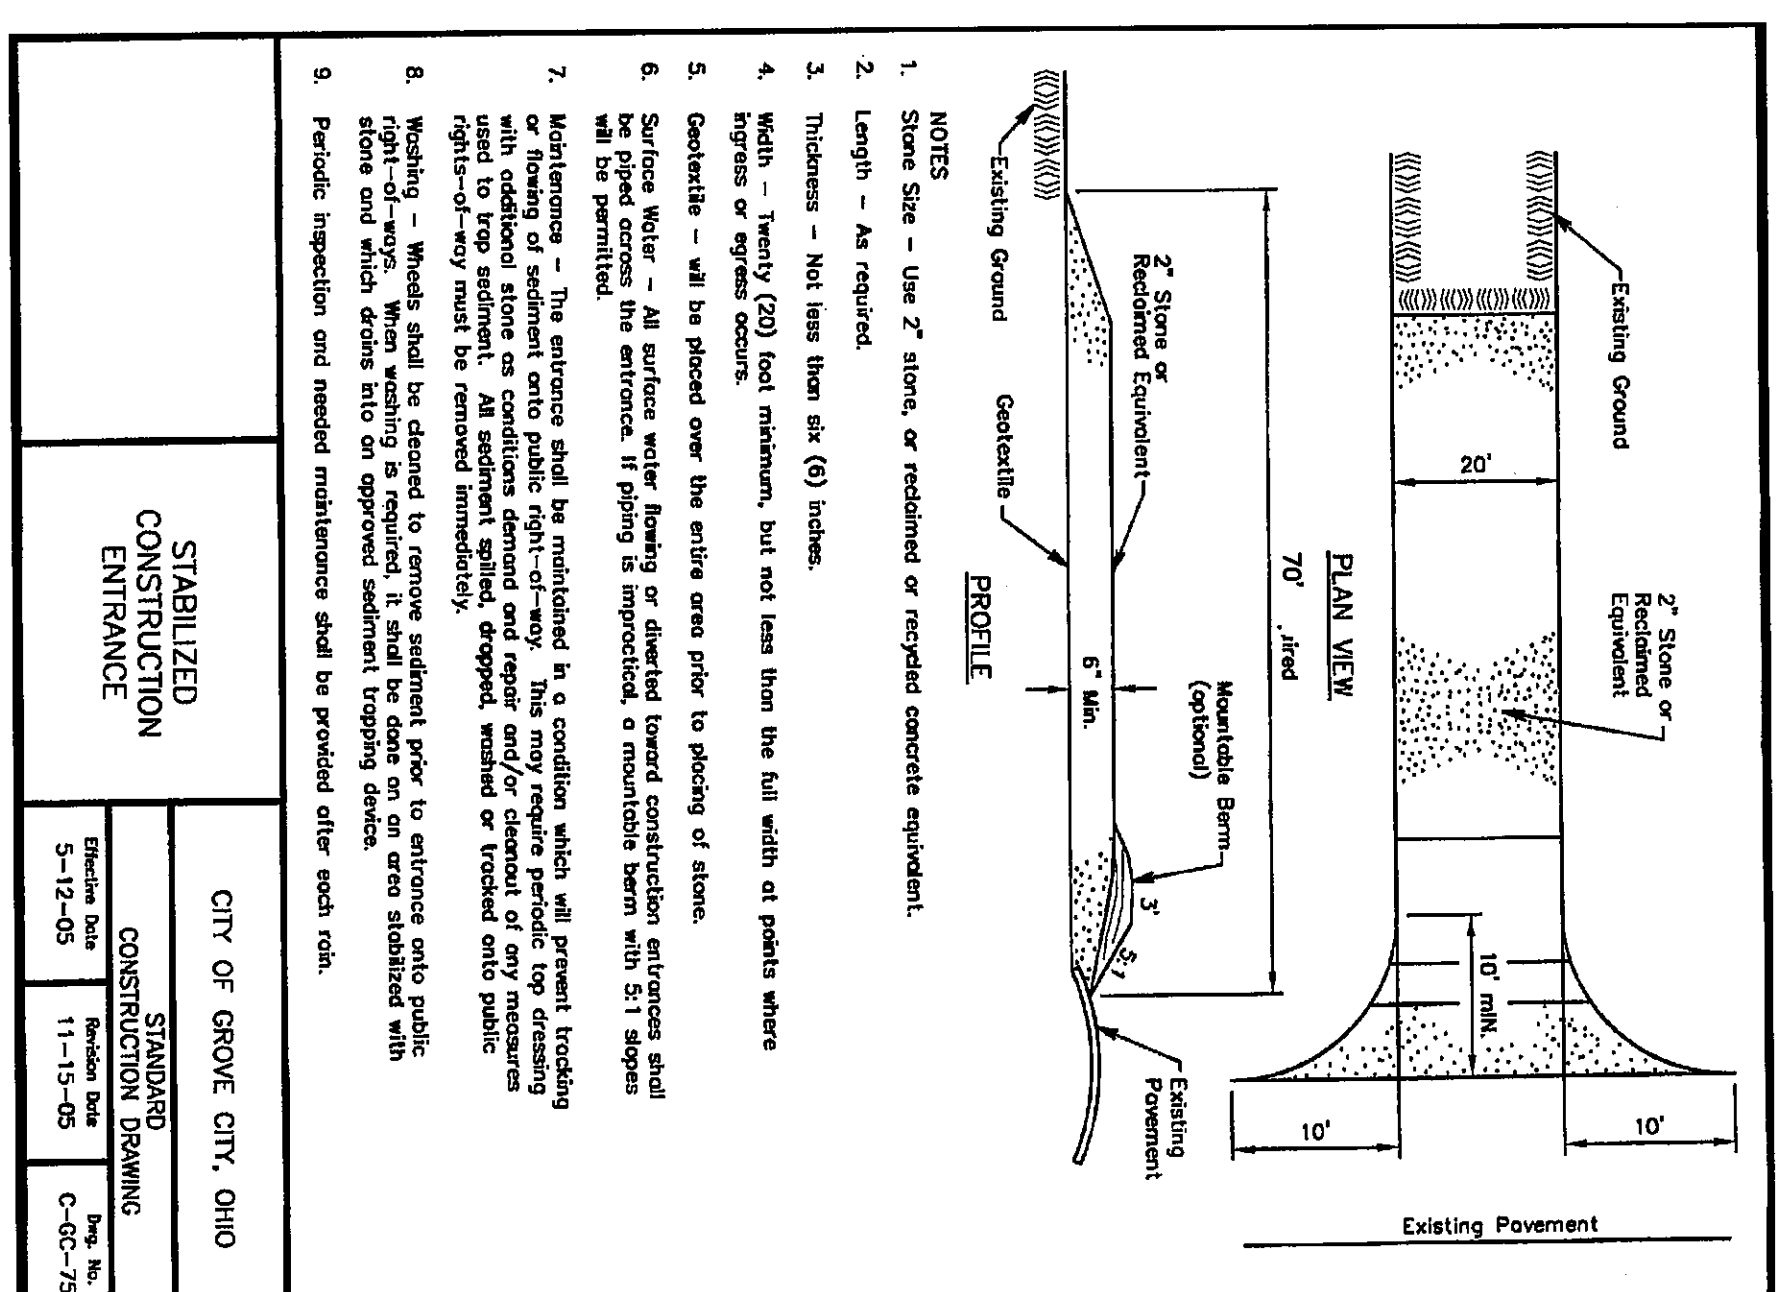 Existing Ground
2" Stone or
Reclaimed
Equivalent
20'
10' mIN.
10'
10'
Existing Pavement
PLAN VIEW
70'
2" Stone or
Reclaimed Equivalent
Mountable Berm
(optional)
3'
5:1
Existing
Pavement
6" Min.
Existing Ground
Geotextile
PROFILE
NOTES
1. Stone Size – Use 2" stone, or reclaimed or recycled concrete equivalent.
2. Length – As required.
3. Thickness – Not less than six (6) inches.
4. Width – Twenty (20) foot minimum, but not less than the full width at points where
ingress or egress occurs.
5. Geotextile – will be placed over the entire area prior to placing of stone.
6. Surface Water – All surface water flowing or diverted toward construction entrances shall
be piped across the entrance. If piping is impractical, a mountable berm with 5:1 slopes
will be permitted.
7. Maintenance – The entrance shall be maintained in a condition which will prevent tracking
or flowing of sediment onto public right–of–way. This may require periodic top dressing
with additional stone as conditions demand and repair and/or cleanout of any measures
used to trap sediment. All sediment spilled, dropped, washed or tracked onto public
rights–of–way must be removed immediately.
8. Washing – Wheels shall be cleaned to remove sediment prior to entrance onto public
right–of–ways. When washing is required, it shall be done on an area stabilized with
stone and which drains into an approved sediment trapping device.
9. Periodic inspection and needed maintenance shall be provided after each rain.
STABILIZED
CONSTRUCTION
ENTRANCE
CITY OF GROVE CITY, OHIO
STANDARD
CONSTRUCTION DRAWING
Effective Date
5–12–05
Revision Date
11–15–05
Dwg. No.
C–GC–75